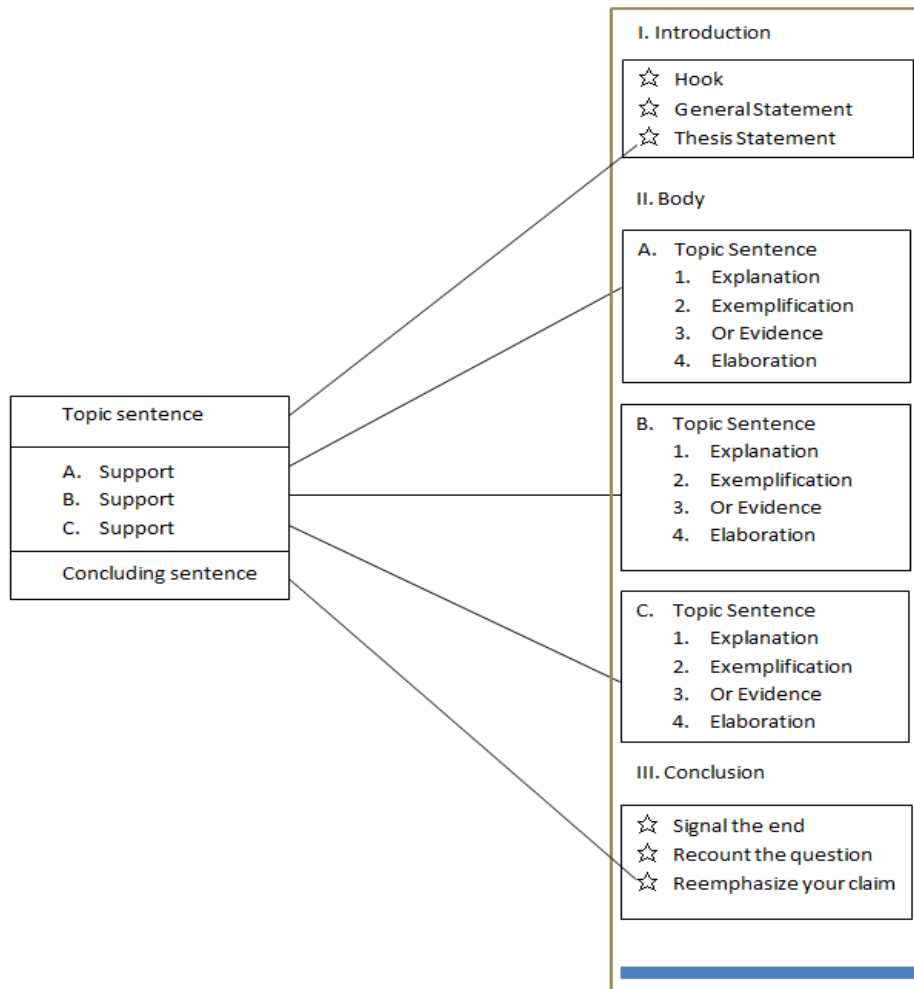 Topic sentence
A. Support
B. Support
C. Support
Concluding sentence
I. Introduction
Hook
General Statement
Thesis Statement
II. Body
A. Topic Sentence
1. Explanation
2. Exemplification
3. Or Evidence
4. Elaboration
B. Topic Sentence
1. Explanation
2. Exemplification
3. Or Evidence
4. Elaboration
C. Topic Sentence
1. Explanation
2. Exemplification
3. Or Evidence
4. Elaboration
III. Conclusion
Signal the end
Recount the question
Reemphasize your claim